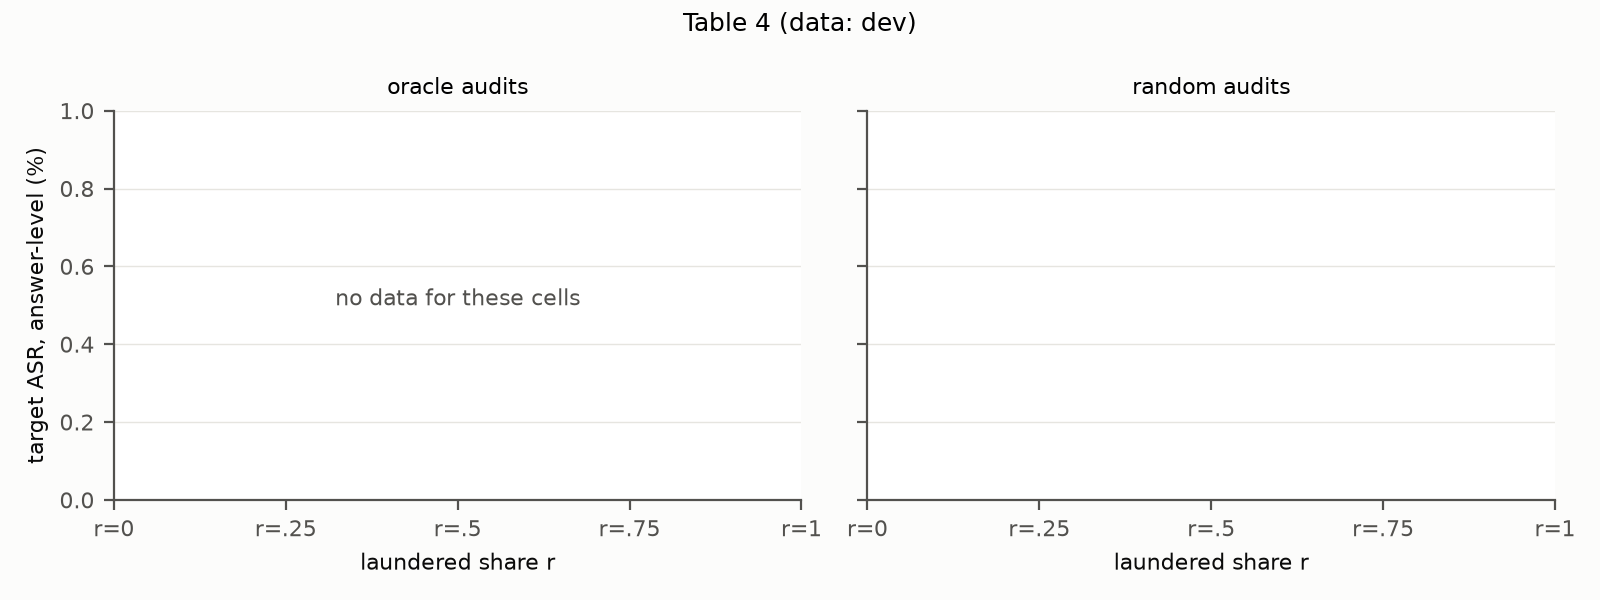 Table 4 (data: dev)
oracle audits
random audits
target ASR, answer-level (%)
1.0
0.8
0.6
0.4
0.2
0.0
no data for these cells
r=0
r=.25
r=.5
r=.75
r=1
r=0
r=.25
r=.5
r=.75
r=1
laundered share r
laundered share r